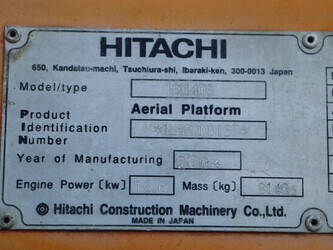 HITACHI
650, Kandatsu-machi, Tsuchiura-shi, Ibaraki-ken, 300-0013 Japan
Model/type
Product Aerial Platform
Identification
Number
Year of Manufacturing
Engine Power [kw] Mass [kg]
© Hitachi Construction Machinery Co., Ltd.
MADE IN JAPAN